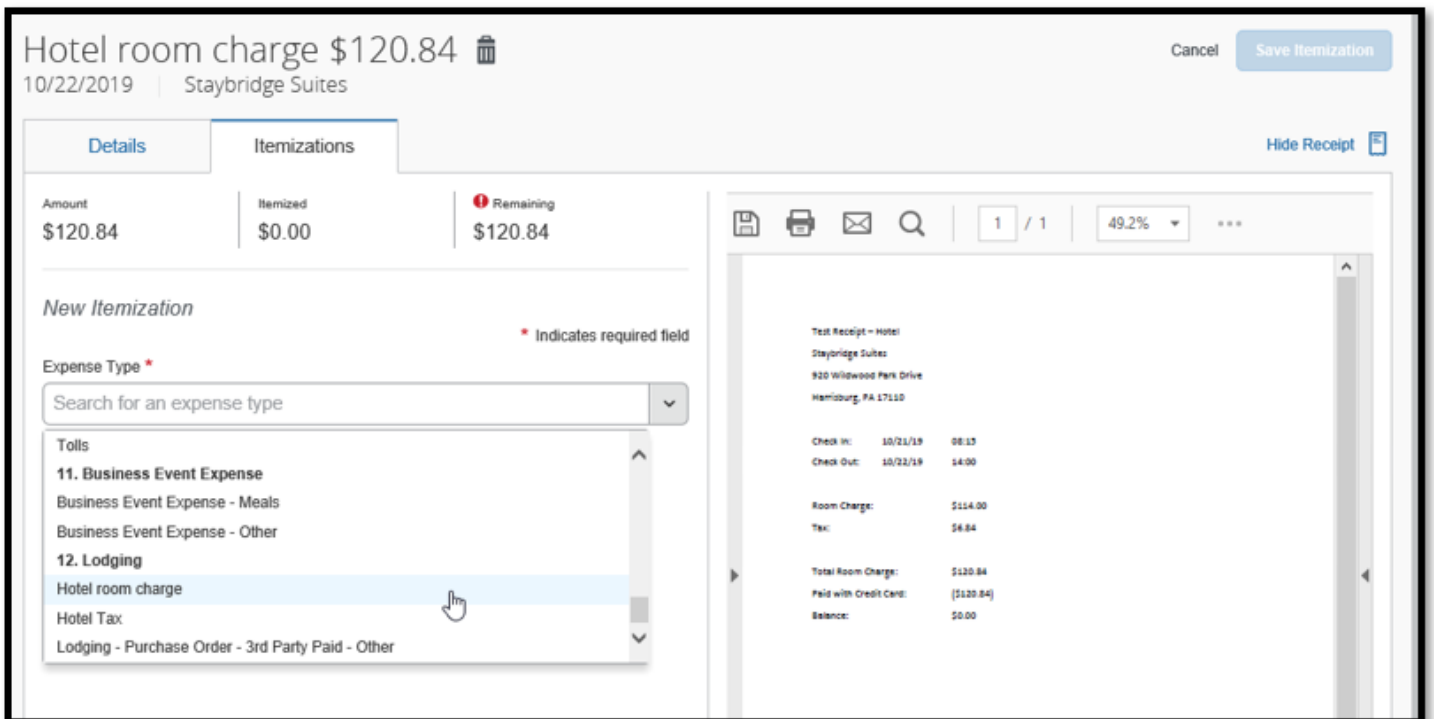 Hotel room charge $120.84
Cancel
Save Itemization
10/22/2019 | Staybridge Suites
Details
Itemizations
Hide Receipt
Amount
Itemized
Remaining
$120.84
$0.00
$120.84
New Itemization
* Indicates required field
Expense Type *
Search for an expense type
Tolls
11. Business Event Expense
Business Event Expense - Meals
Business Event Expense - Other
12. Lodging
Hotel room charge
Hotel Tax
Lodging - Purchase Order - 3rd Party Paid - Other
1 / 1
49.2%
Test Receipt – Hotel
Staybridge Suites
920 Wildwood Park Drive
Harrisburg, PA 17110
Check In: 10/21/19 08:15
Check Out: 10/22/19 14:00
Room Charge: $114.00
Tax: $6.84
Total Room Charge: $120.84
Paid with Credit Card: ($120.84)
Balance: $0.00